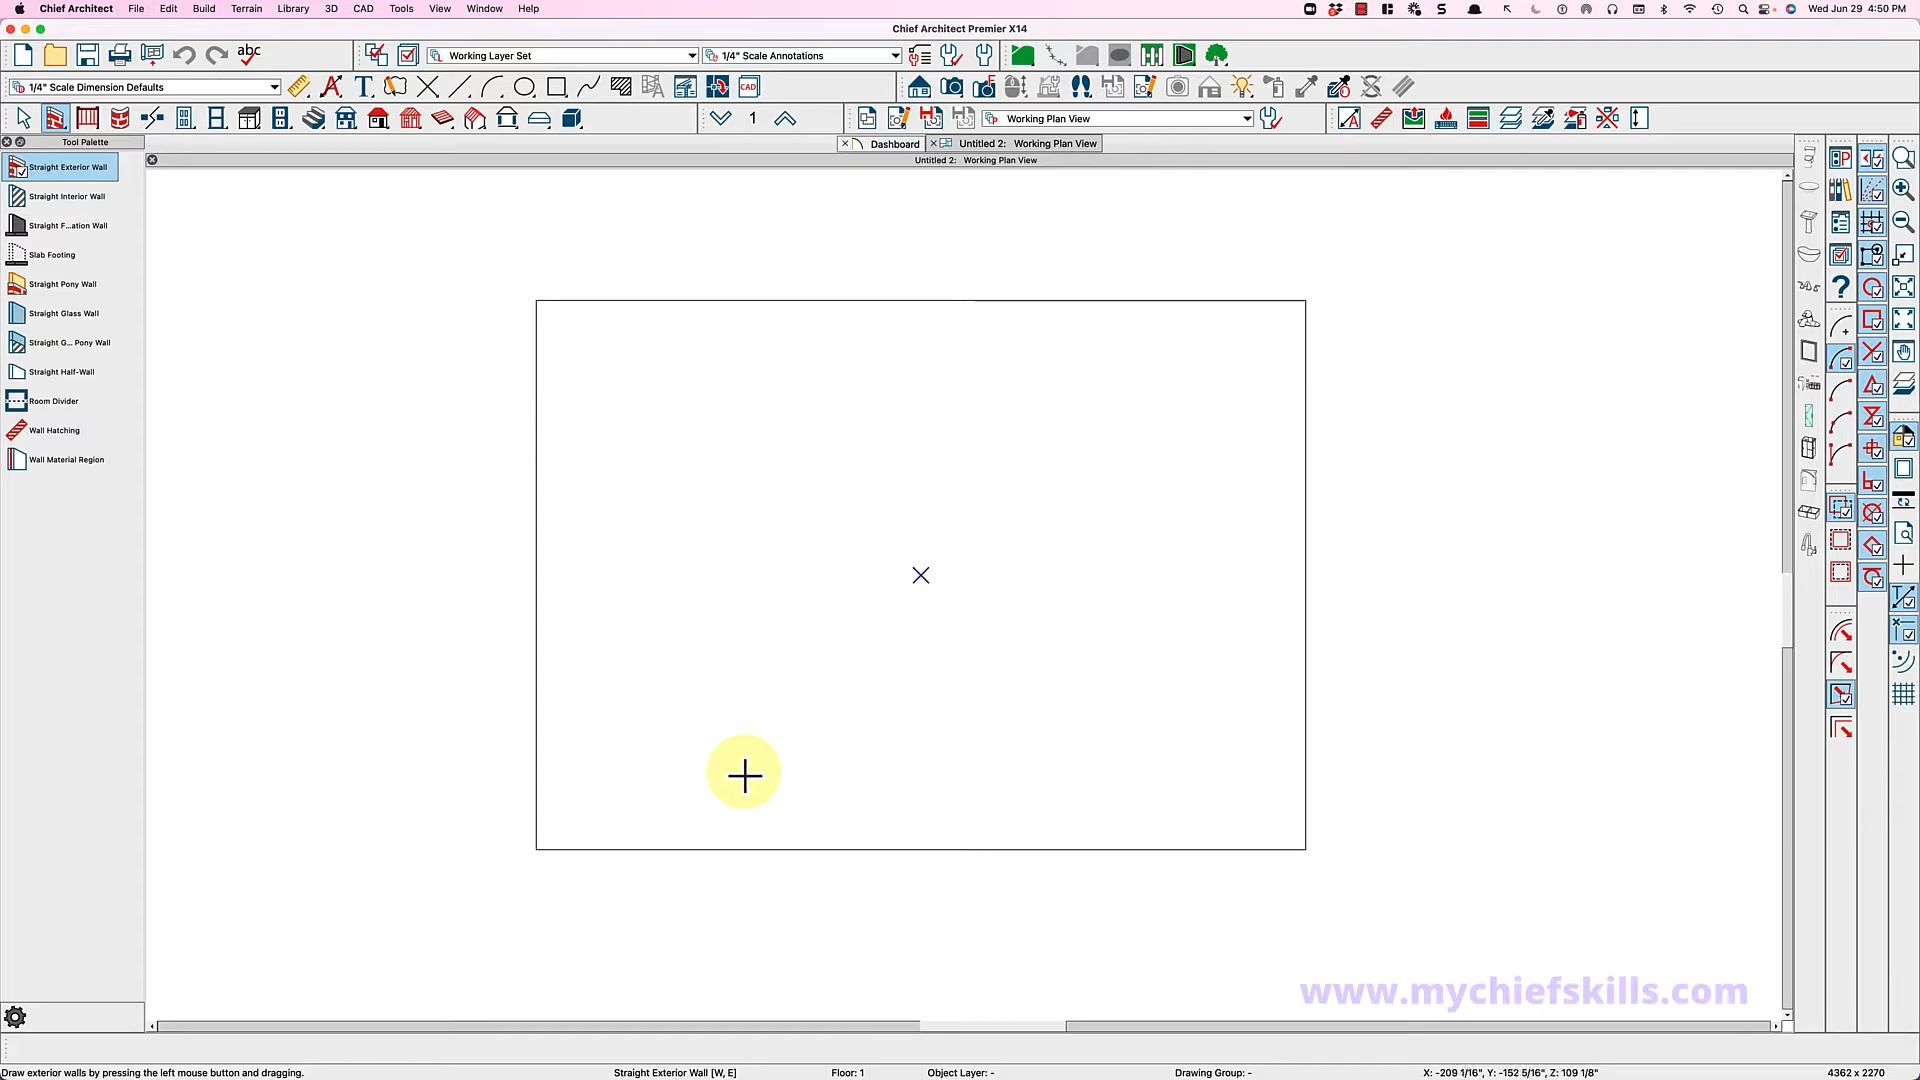 Chief Architect File Edit Build Terrain Library 3D CAD Tools View Window Help
Wed Jun 29 4:50 PM
Chief Architect Premier X14
abc
Working Layer Set
1/4" Scale Annotations
1/4" Scale Dimension Defaults
CAD
1
Working Plan View
Tool Palette
Dashboard
Untitled 2: Working Plan View
Untitled 2: Working Plan View
Straight Exterior Wall
Straight Interior Wall
Straight F...ation Wall
Slab Footing
Straight Pony Wall
Straight Glass Wall
Straight G... Pony Wall
Straight Half-Wall
Room Divider
Wall Hatching
Wall Material Region
www.mychiefskills.com
Draw exterior walls by pressing the left mouse button and dragging.
Straight Exterior Wall [W, E]
Floor: 1
Object Layer: -
Drawing Group: -
X: -209 1/16", Y: -152 5/16", Z: 109 1/8"
4362 x 2270